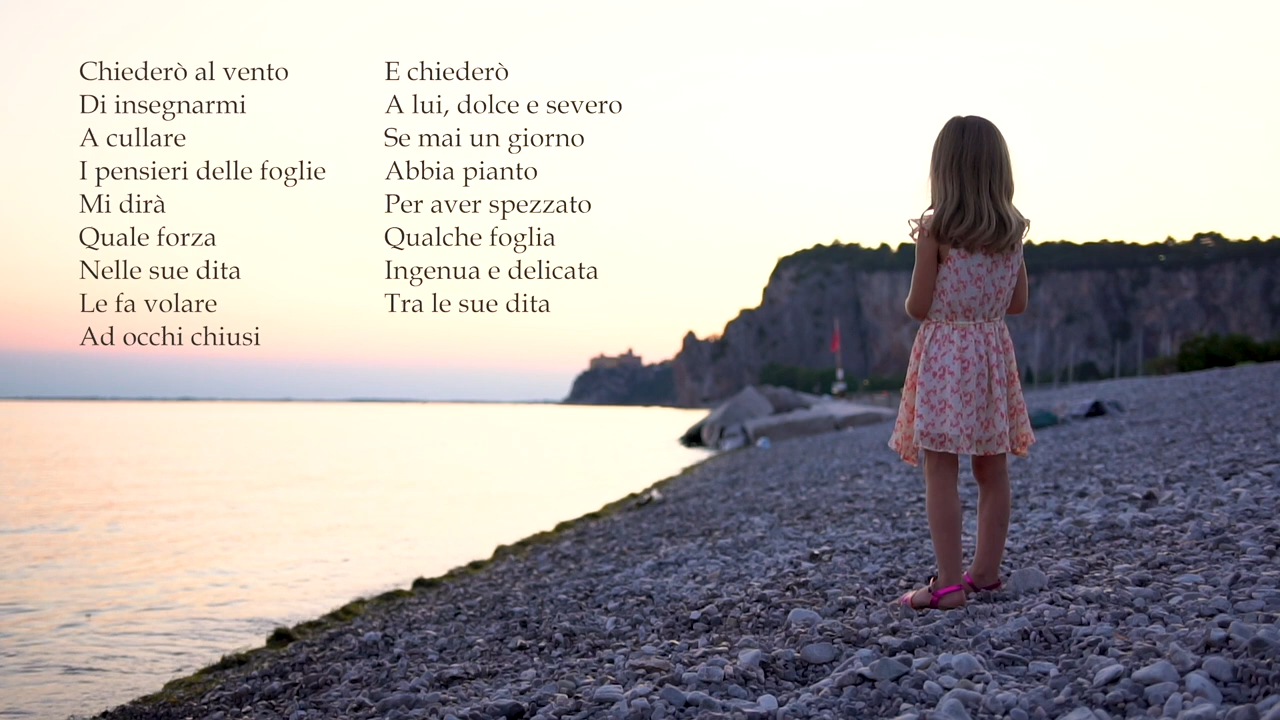 Chiederò al vento
Di insegnarmi
A cullare
I pensieri delle foglie
Mi dirà
Quale forza
Nelle sue dita
Le fa volare
Ad occhi chiusi
E chiederò
A lui, dolce e severo
Se mai un giorno
Abbia pianto
Per aver spezzato
Qualche foglia
Ingenua e delicata
Tra le sue dita